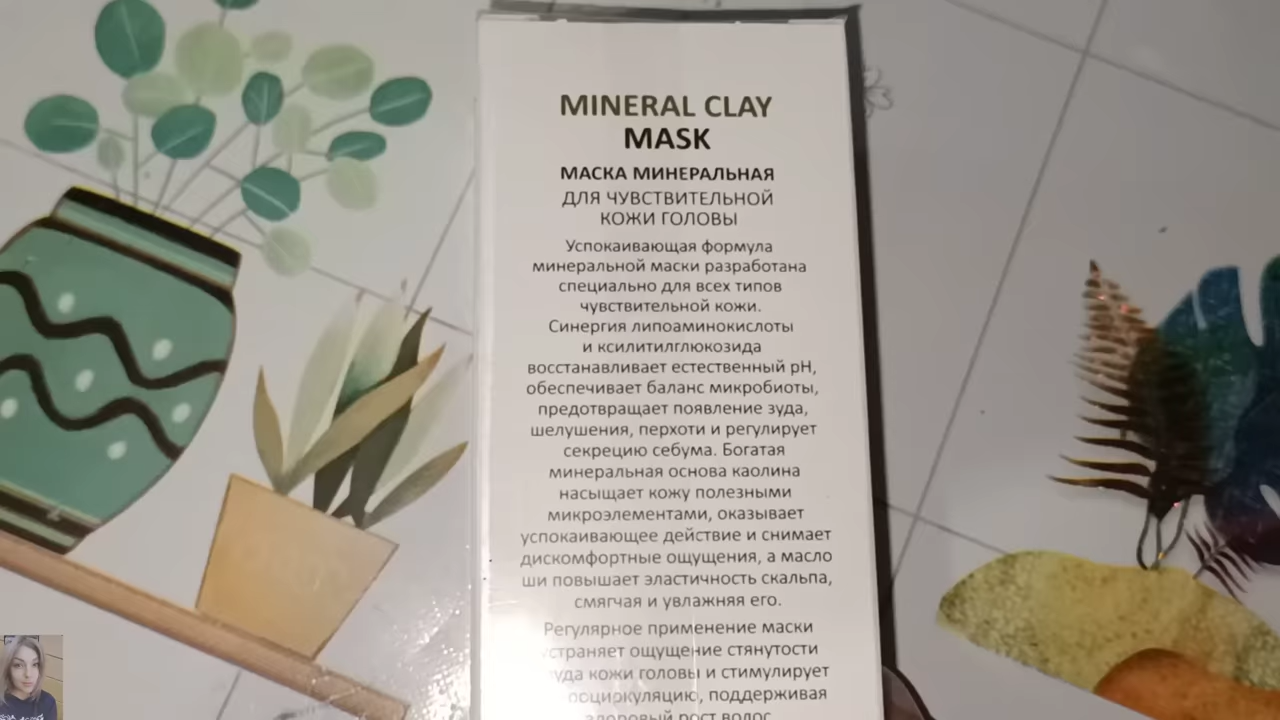 MINERAL CLAY
MASK
МАСКА МИНЕРАЛЬНАЯ
ДЛЯ ЧУВСТВИТЕЛЬНОЙ
КОЖИ ГОЛОВЫ
Успокаивающая формула
минеральной маски разработана
специально для всех типов
чувствительной кожи.
Синергия липоаминокислоты
и ксилитилглюкозида
восстанавливает естественный pH,
обеспечивает баланс микробиоты,
предотвращает появление зуда,
шелушения, перхоти и регулирует
секрецию себума. Богатая
минеральная основа каолина
насыщает кожу полезными
микроэлементами, оказывает
успокаивающее действие и снимает
дискомфортные ощущения, а масло
ши повышает эластичность скальпа,
смягчая и увлажняя его.
Регулярное применение маски
устраняет ощущение стянутости
кожи головы и стимулирует
поддерживая
здоровый рост волос